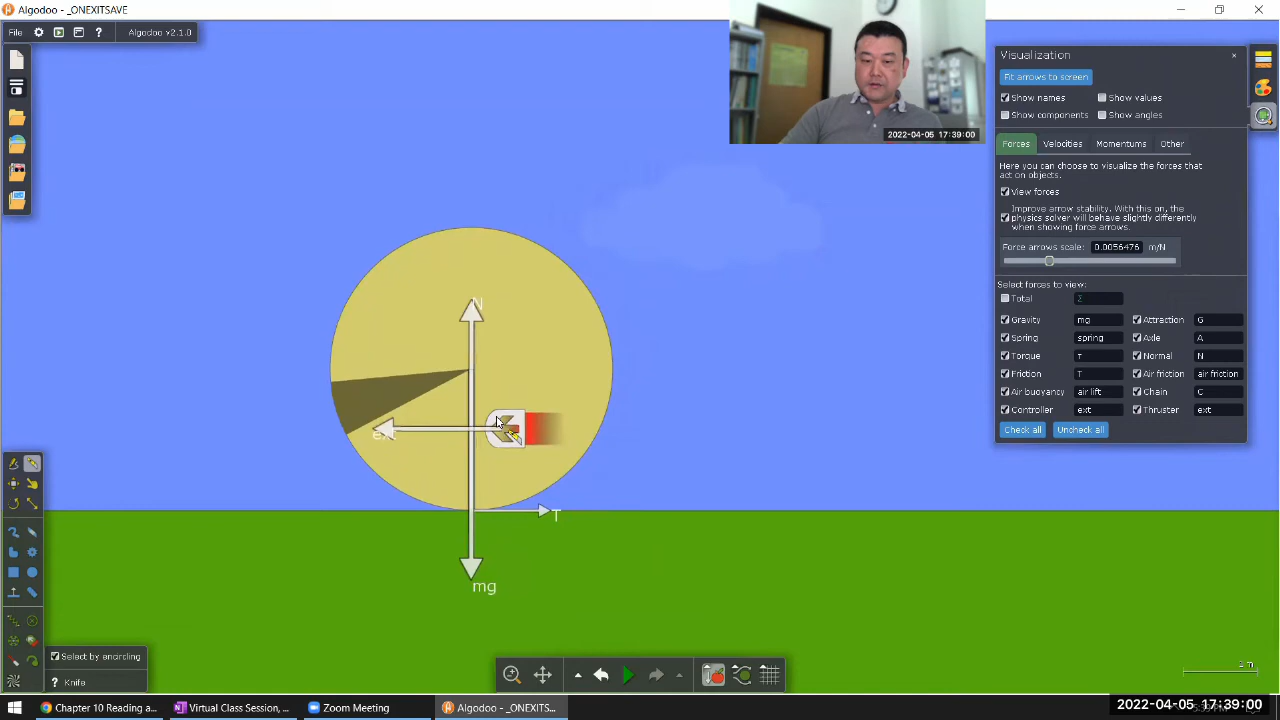 Algodoo - _ONEXITSAVE
File
?
Algodoo v2.1.0
2022-04-05 17:39:00
Visualization
Fit arrows to screen
Show names
Show values
Show components
Show angles
Forces
Velocities
Momentums
Other
Here you can choose to visualize the forces that
act on objects.
View forces
Improve arrow stability. With this on, the
physics solver will behave slightly differently
when showing force arrows.
Force arrows scale: 0.0056476 m/N
Select forces to view:
Total Σ
Gravity mg Attraction G
Spring spring Axle A
Torque τ Normal N
Friction T Air friction air friction
Air buoyancy air lift Chain C
Controller ext Thruster ext
Check all
Uncheck all
N
ext
T
mg
Select by encircling
? Knife
1 m
Chapter 10 Reading a...
Virtual Class Session, ...
Zoom Meeting
Algodoo - _ONEXITS...
2022-04-05 17:39:00